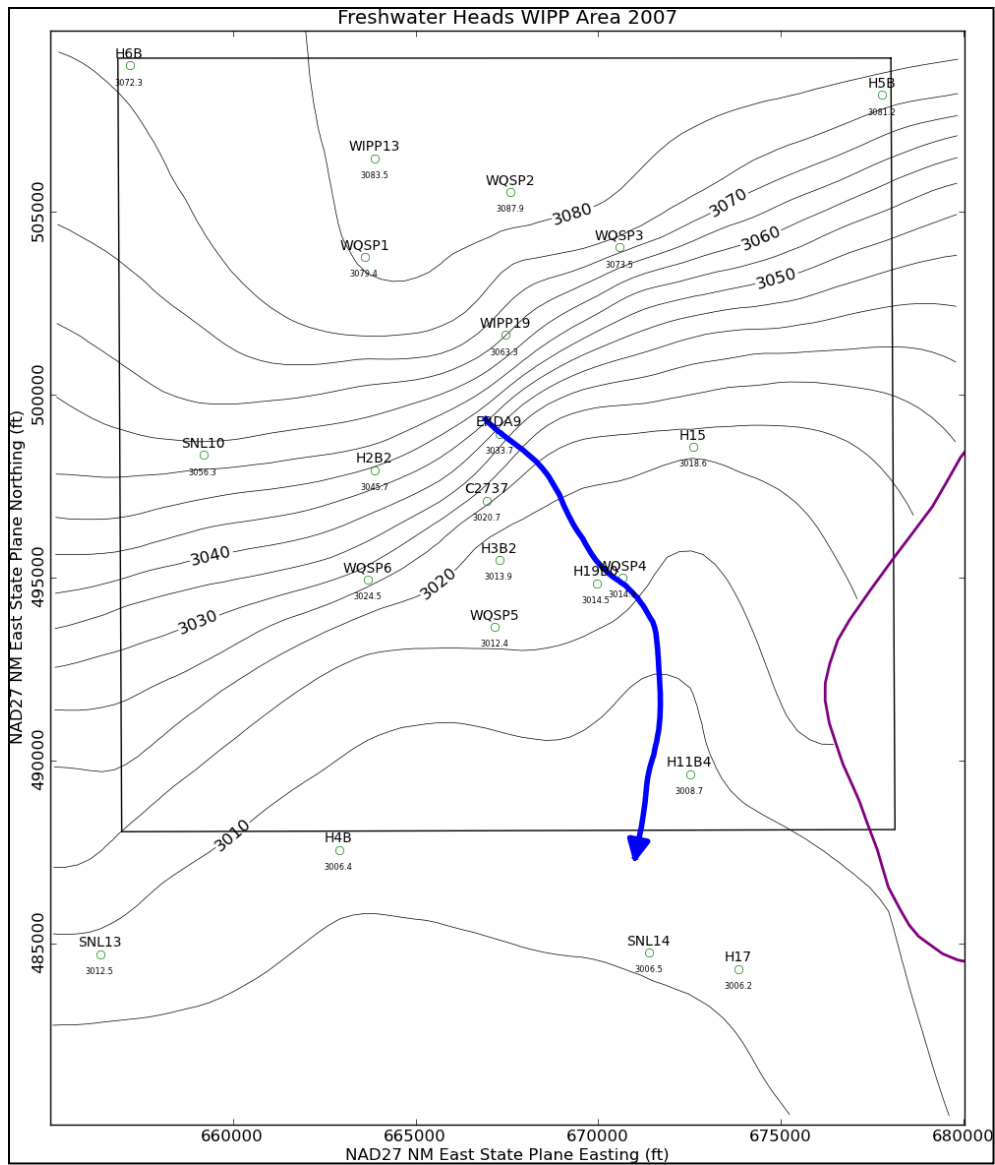 Freshwater Heads WIPP Area 2007
H6B
3072.3
H5B
3081.2
WIPP13
3083.5
WQSP2
3087.9
3080
3070
505000
WQSP1
3079.4
WQSP3
3073.5
3060
3050
WIPP19
3063.3
500000
ERDA9
3033.7
SNL10
3056.3
H2B2
3045.7
H15
3018.6
C2737
3020.7
3040
H3B2
3013.9
WQSP6
3024.5
3020
H19B0
3014.5
WQSP4
495000
3030
WQSP5
3012.4
490000
H11B4
3008.7
3010
H4B
3006.4
485000
SNL13
3012.5
SNL14
3006.5
H17
3006.2
NAD27 NM East State Plane Northing (ft)
660000 665000 670000 675000 680000
NAD27 NM East State Plane Easting (ft)